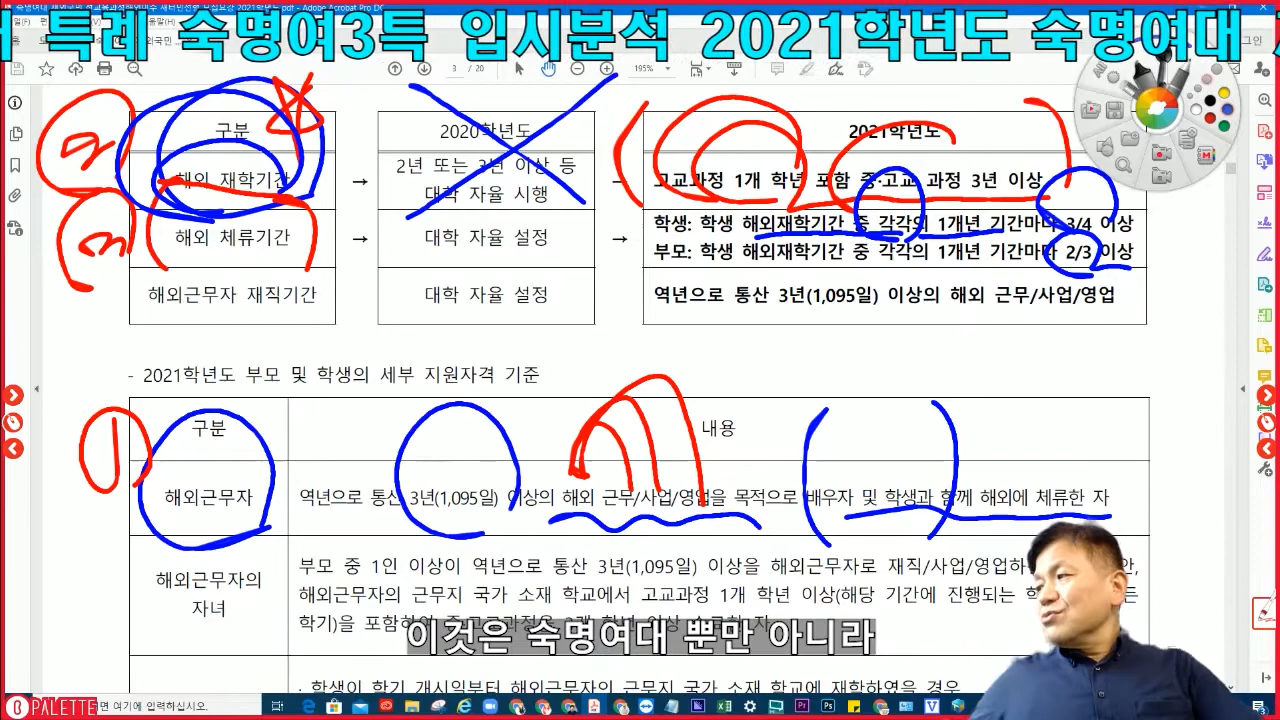 특례 숙명여3특 입시분석 2021학년도 숙명여대
3 / 20
195%
구분
2020학년도
2021학년도
해외 재학기간
→
2년 또는 3년 이상 등
대학 자율 시행
고교과정 1개 학년 포함 중·고교 과정 3년 이상
해외 체류기간
→
대학 자율 설정
→
학생: 학생 해외재학기간 중 각각의 1개년 기간마다 3/4 이상
부모: 학생 해외재학기간 중 각각의 1개년 기간마다 2/3 이상
해외근무자 재직기간
대학 자율 설정
역년으로 통산 3년(1,095일) 이상의 해외 근무/사업/영업
- 2021학년도 부모 및 학생의 세부 지원자격 기준
구분
내용
해외근무자
역년으로 통산 3년(1,095일) 이상의 해외 근무/사업/영업을 목적으로 배우자 및 학생과 함께 해외에 체류한 자
해외근무자의
자녀
부모 중 1인 이상이 역년으로 통산 3년(1,095일) 이상을 해외근무자로 재직/사업/영업하
해외근무자의 근무지 국가 소재 학교에서 고교과정 1개 학년 이상(해당 기간에 진행되는
학기)을 포함하여
이것은 숙명여대 뿐만 아니라
· 학생이 학기 개시일부터 해외근무자의 근무지 국가 소재 학교에 재학하였을 경우
PALETTE
면 여기에 입력하십시오.